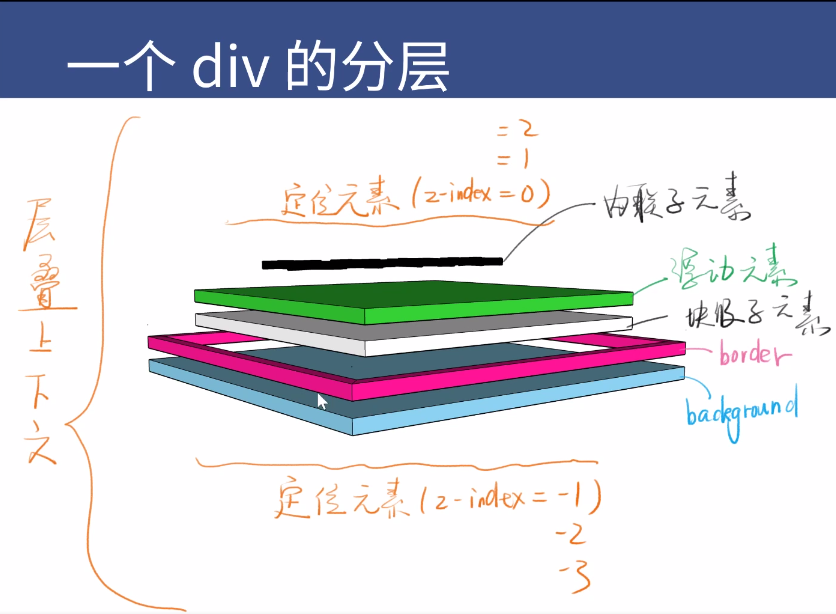 一个 div 的分层
= 2
= 1
定位元素 (z-index = 0)
内联子元素
浮动元素
块级子元素
border
background
层叠上下文
定位元素 (z-index = -1)
-2
-3